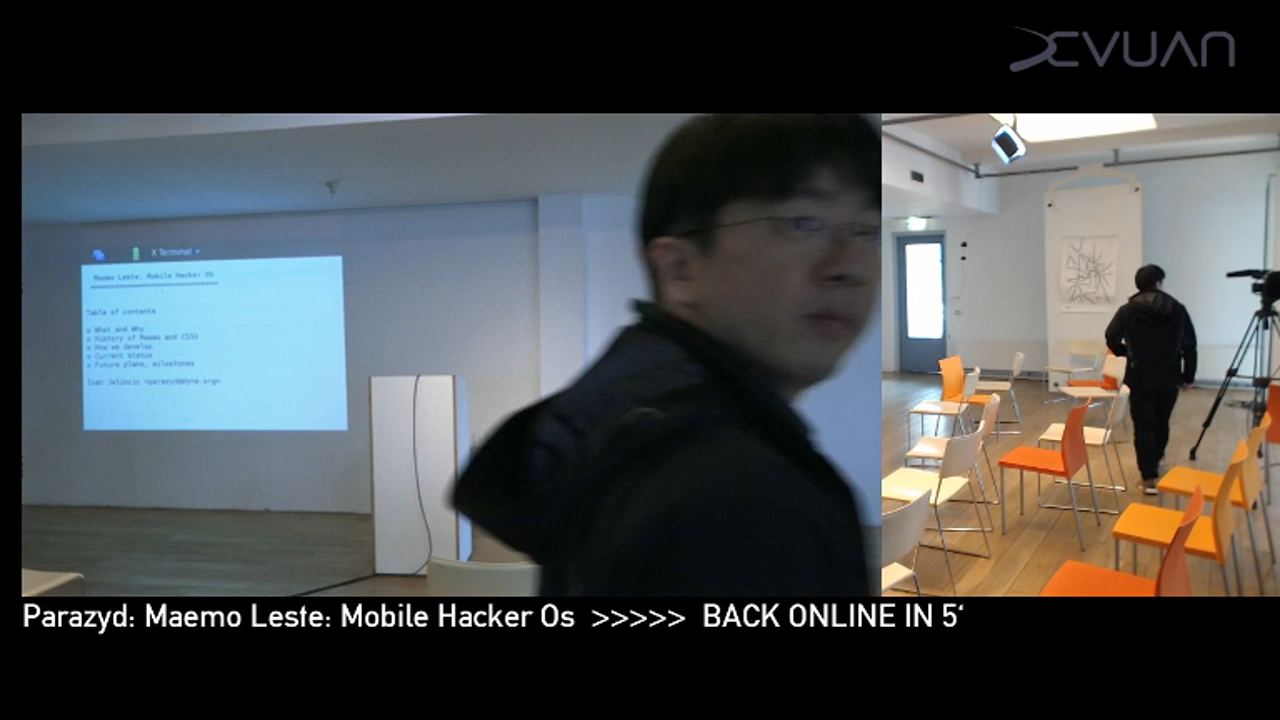 DEVUAN
X Terminal
Maemo Leste: Mobile Hacker OS
============================
Table of contents
o What and Why
o History of Maemo and CSSU
o How we develop
o Current status
o Future plans, milestones
Ivan Jelincic <parazyd@dyne.org>
Parazyd: Maemo Leste: Mobile Hacker Os >>>>> BACK ONLINE IN 5‘